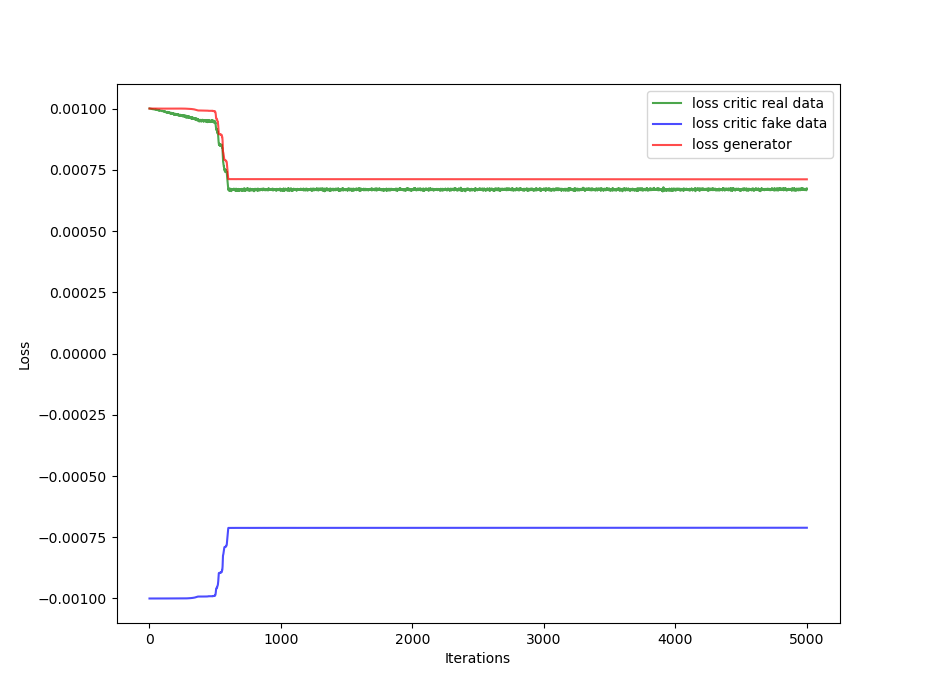 loss critic real data
loss critic fake data
loss generator
0.00100
0.00075
0.00050
0.00025
0.00000
−0.00025
−0.00050
−0.00075
−0.00100
Loss
0 1000 2000 3000 4000 5000
Iterations